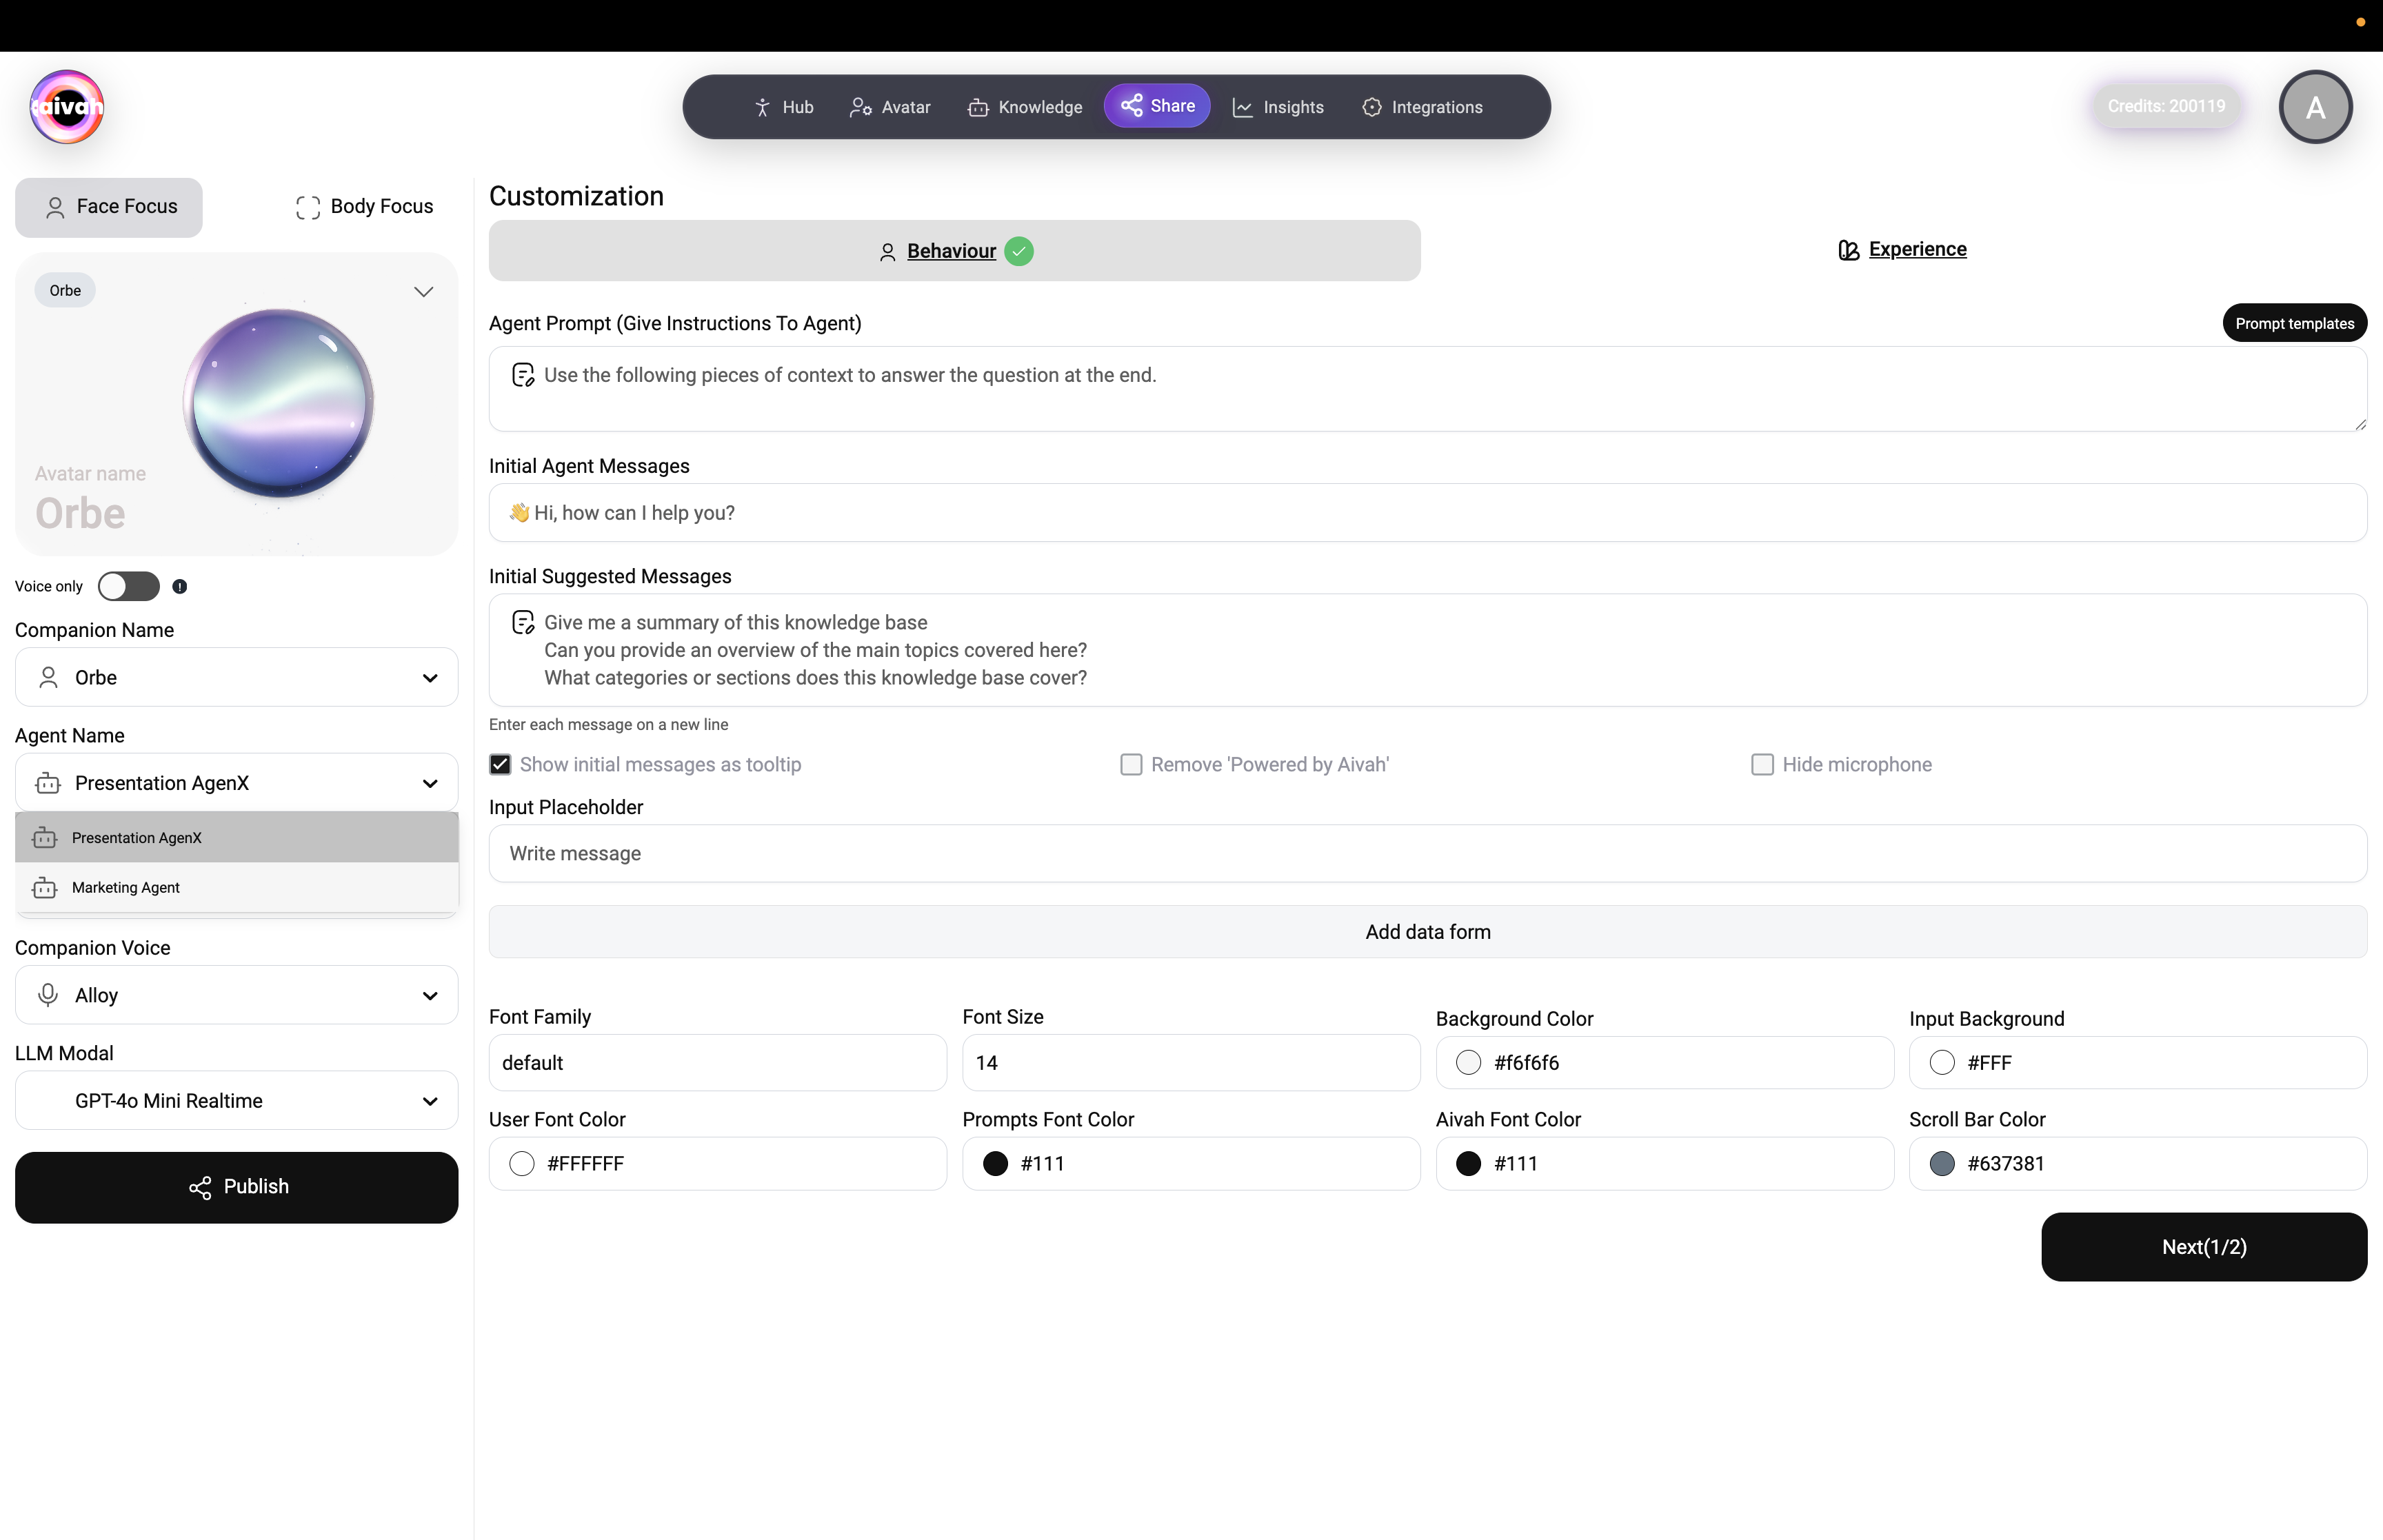 aivah
Hub
Avatar
Knowledge
Share
Insights
Integrations
Credits: 200119
A
Face Focus
Body Focus
Orbe
Avatar name
Orbe
Voice only
Companion Name
Orbe
Agent Name
Presentation AgenX
Presentation AgenX
Marketing Agent
Companion Voice
Alloy
LLM Modal
GPT-4o Mini Realtime
Publish
Customization
Behaviour
Experience
Agent Prompt (Give Instructions To Agent)
Prompt templates
Use the following pieces of context to answer the question at the end.
Initial Agent Messages
👋 Hi, how can I help you?
Initial Suggested Messages
Give me a summary of this knowledge base
Can you provide an overview of the main topics covered here?
What categories or sections does this knowledge base cover?
Enter each message on a new line
Show initial messages as tooltip
Remove 'Powered by Aivah'
Hide microphone
Input Placeholder
Write message
Add data form
Font Family
Font Size
Background Color
Input Background
default
14
#f6f6f6
#FFF
User Font Color
Prompts Font Color
Aivah Font Color
Scroll Bar Color
#FFFFFF
#111
#111
#637381
Next(1/2)